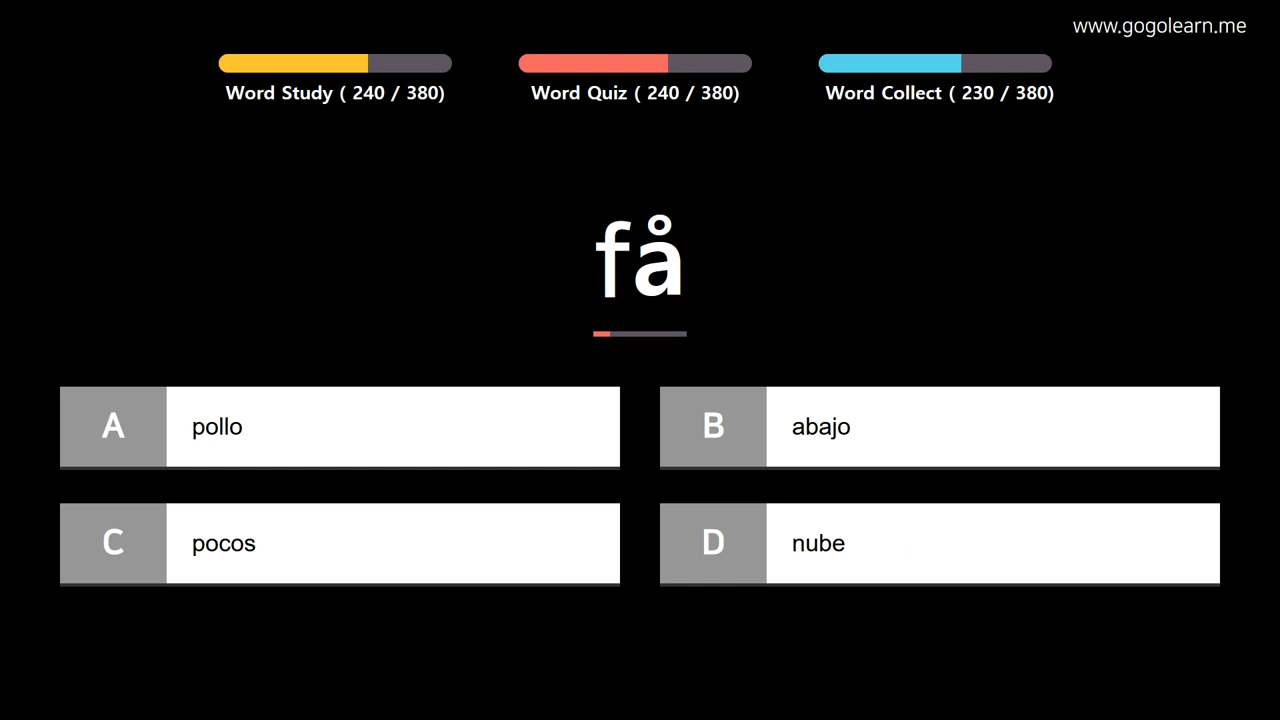 www.gogolearn.me
Word Study ( 240 / 380)
Word Quiz ( 240 / 380)
Word Collect ( 230 / 380)
få
A pollo
B abajo
C pocos
D nube